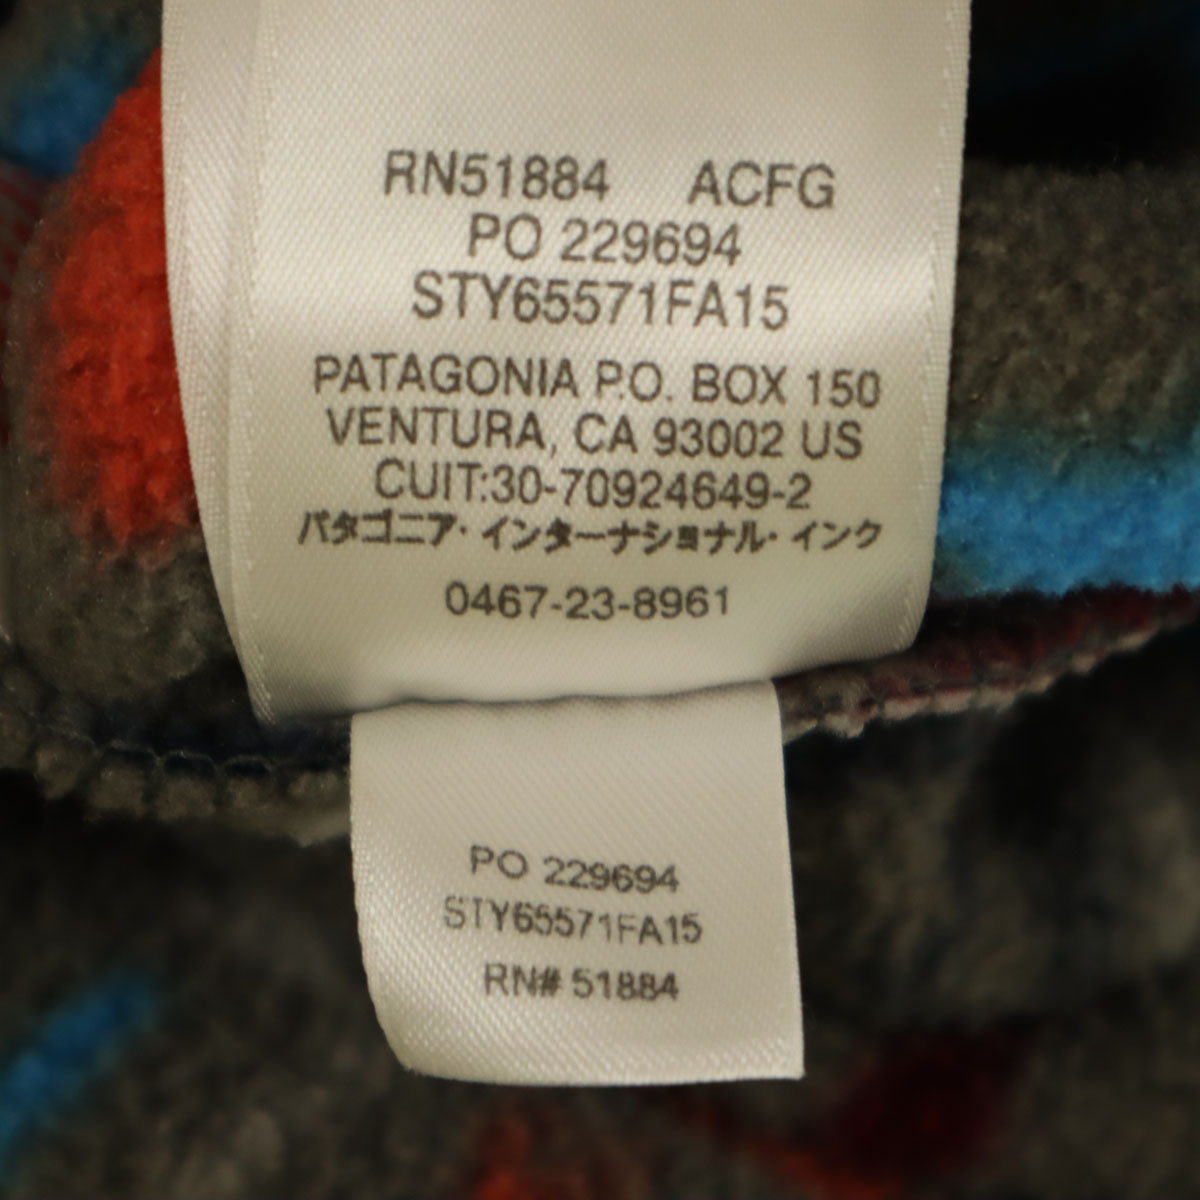 RN51884 ACFG
PO 229694
STY65571FA15
PATAGONIA P.O. BOX 150
VENTURA, CA 93002 US
CUIT:30-70924649-2
パタゴニア・インターナショナル・インク
0467-23-8961
PO 229694
STY65571FA15
RN# 51884